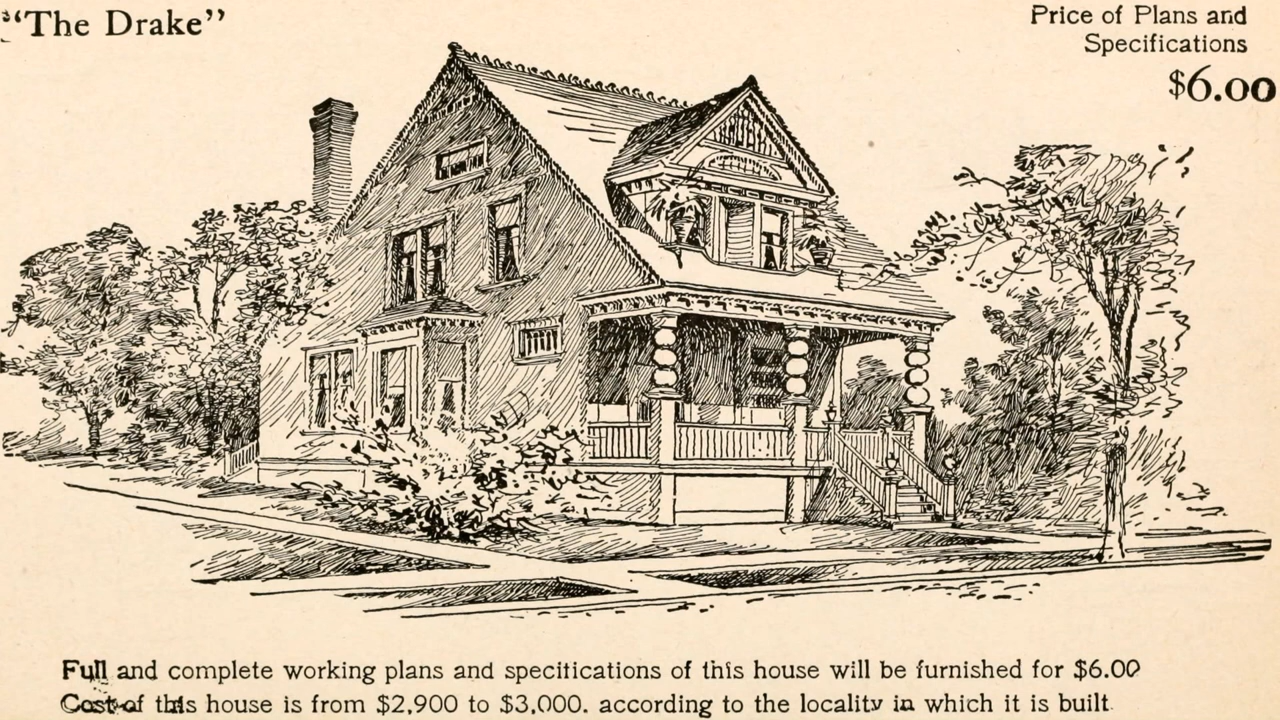 "The Drake"
Price of Plans and
Specifications
$6.00
Full and complete working plans and specifications of this house will be furnished for $6.00
Cost of this house is from $2,900 to $3,000. according to the locality in which it is built